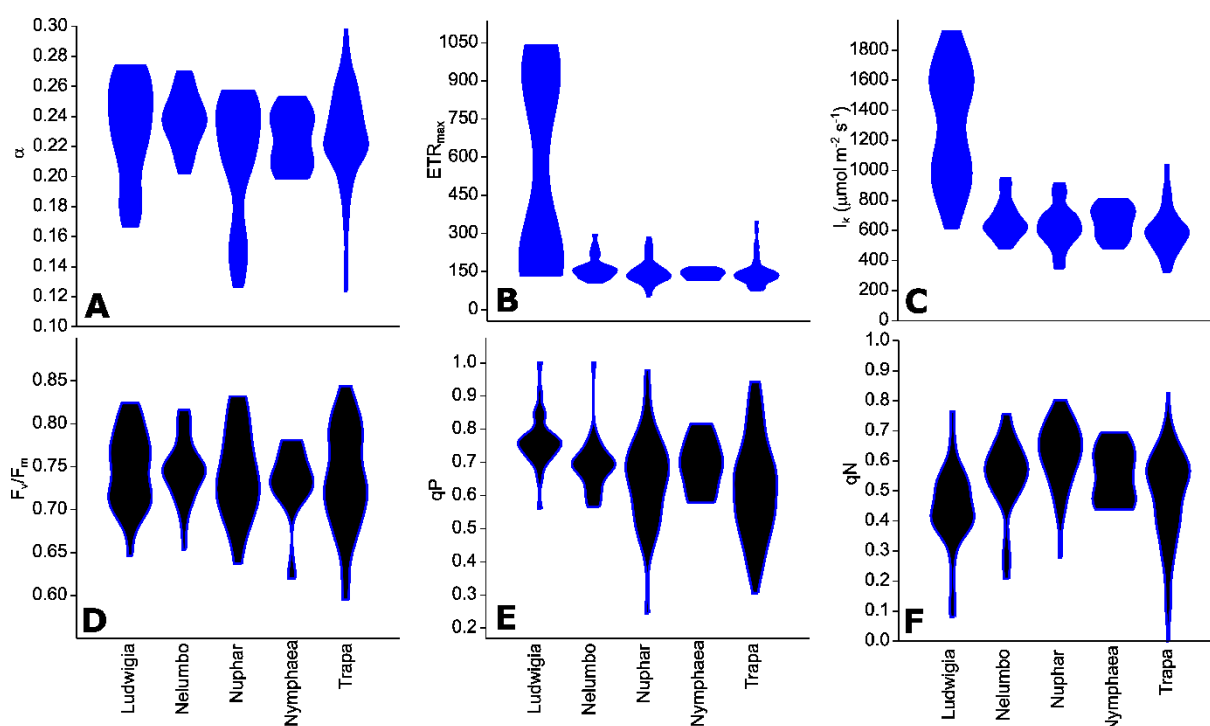 α
0.30
0.28
0.26
0.24
0.22
0.20
0.18
0.16
0.14
0.12
0.10
A
ETRmax
1050
900
750
600
450
300
150
0
B
Iₖ (μmol m⁻² s⁻¹)
1800
1600
1400
1200
1000
800
600
400
200
0
C
Fᵥ/Fₘ
0.85
0.80
0.75
0.70
0.65
0.60
D
Ludwigia
Nelumbo
Nuphar
Nymphaea
Trapa
qP
1.0
0.9
0.8
0.7
0.6
0.5
0.4
0.3
0.2
E
Ludwigia
Nelumbo
Nuphar
Nymphaea
Trapa
qN
1.0
0.9
0.8
0.7
0.6
0.5
0.4
0.3
0.2
0.1
0.0
F
Ludwigia
Nelumbo
Nuphar
Nymphaea
Trapa